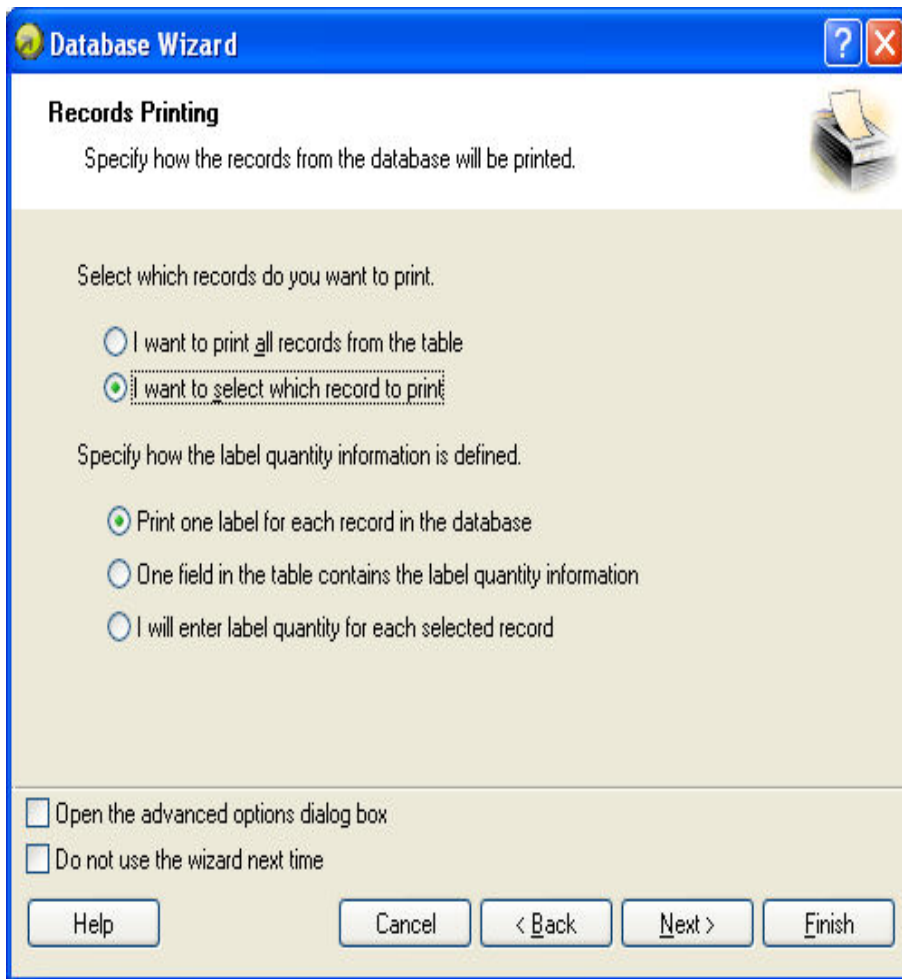 Database Wizard
Records Printing
Specify how the records from the database will be printed.
Select which records do you want to print.
I want to print all records from the table
I want to select which record to print
Specify how the label quantity information is defined.
Print one label for each record in the database
One field in the table contains the label quantity information
I will enter label quantity for each selected record
Open the advanced options dialog box
Do not use the wizard next time
Help Cancel < Back Next > Finish